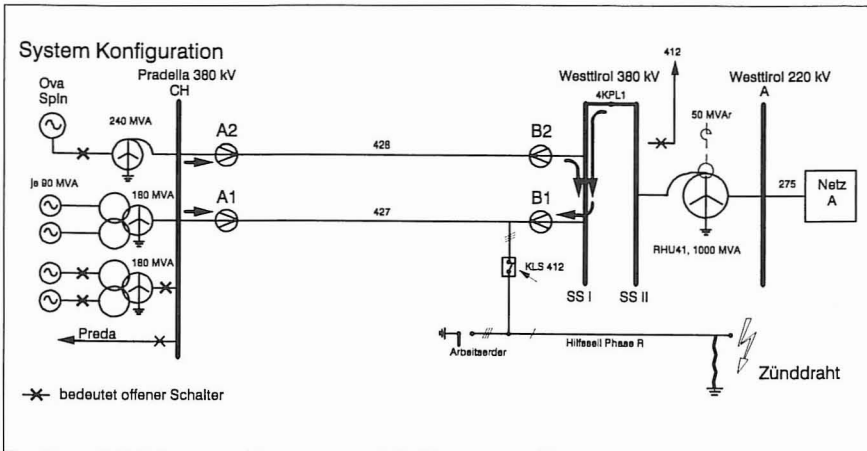 System Konfiguration
Ova
Spin
240 MVA
Pradella 380 kV
CH
A2
428
B2
Westtirol 380 kV
4KPL1
412
Westtirol 220 kV
A
50 MVAr
je 90 MVA
160 MVA
A1
427
B1
275
Netz
A
160 MVA
KLS 412
RHU41, 1000 MVA
SS I
SS II
Preda
Arbeitserder
Hilfsseil Phase R
Zünddraht
bedeutet offener Schalter